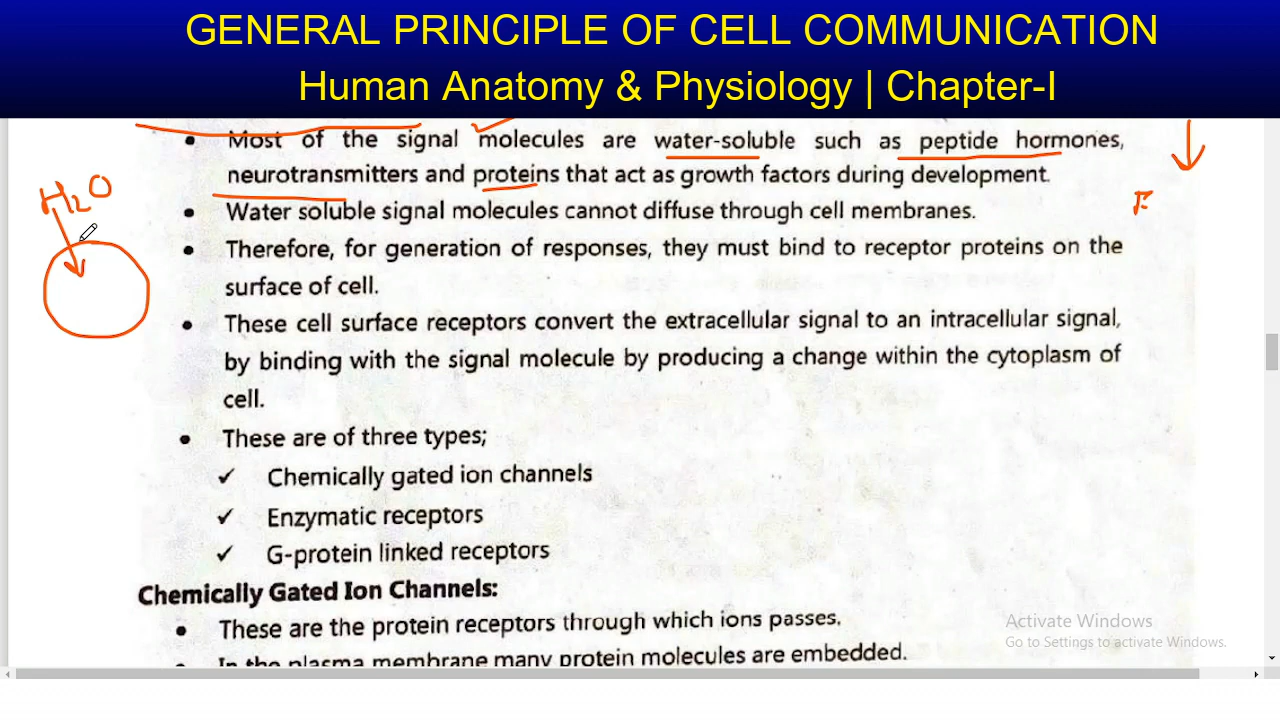 GENERAL PRINCIPLE OF CELL COMMUNICATION
Human Anatomy & Physiology | Chapter-I
• Most of the signal molecules are water-soluble such as peptide hormones,
neurotransmitters and proteins that act as growth factors during development.
H2O
• Water soluble signal molecules cannot diffuse through cell membranes.
• Therefore, for generation of responses, they must bind to receptor proteins on the
surface of cell.
• These cell surface receptors convert the extracellular signal to an intracellular signal,
by binding with the signal molecule by producing a change within the cytoplasm of
cell.
• These are of three types;
✓ Chemically gated ion channels
✓ Enzymatic receptors
✓ G-protein linked receptors
Chemically Gated Ion Channels:
• These are the protein receptors through which ions passes.
• In the plasma membrane many protein molecules are embedded.
Activate Windows
Go to Settings to activate Windows.